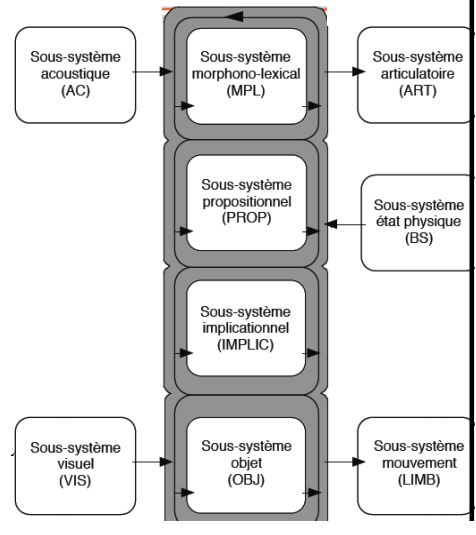 Sous-système
acoustique
(AC)
Sous-système
morphono-lexical
(MPL)
Sous-système
articulatoire
(ART)
Sous-système
propositionnel
(PROP)
Sous-système
état physique
(BS)
Sous-système
implicationnel
(IMPLIC)
Sous-système
visuel
(VIS)
Sous-système
objet
(OBJ)
Sous-système
mouvement
(LIMB)